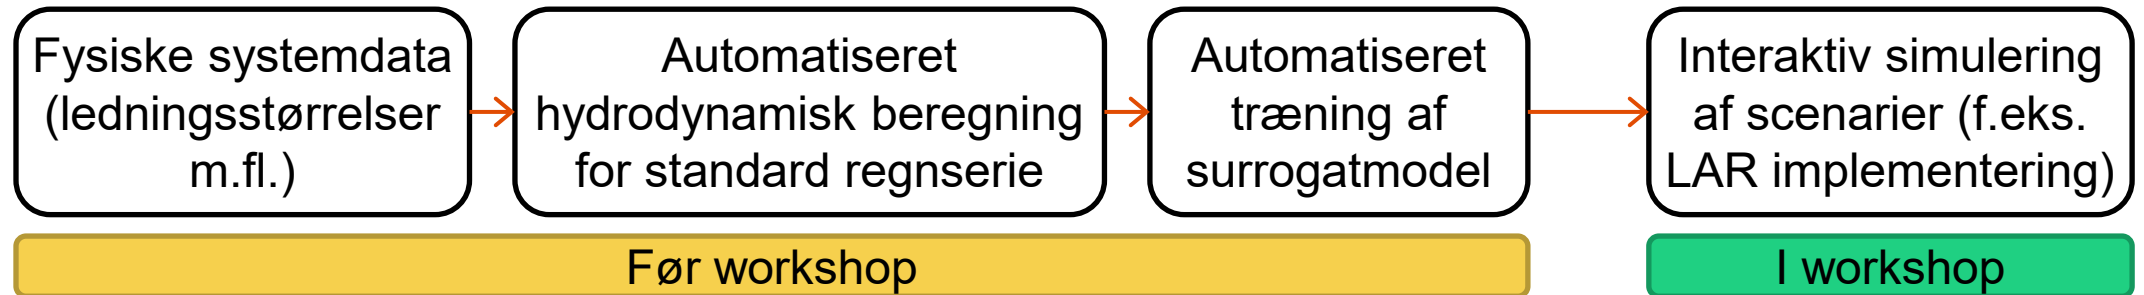 Fysiske systemdata
(ledningsstørrelser
m.fl.)
Automatiseret
hydrodynamisk beregning
for standard regnserie
Automatiseret
træning af
surrogatmodel
Interaktiv simulering
af scenarier (f.eks.
LAR implementering)
Før workshop
I workshop